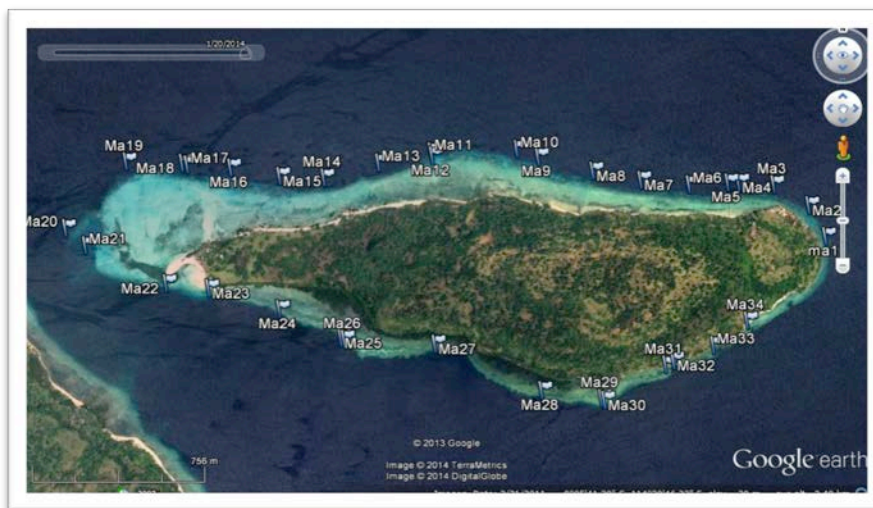 1/20/2014
N
Ma19
Ma18
Ma17
Ma16
Ma15
Ma14
Ma13
Ma11
Ma12
Ma10
Ma9
Ma8
Ma7
Ma6
Ma5
Ma4
Ma3
Ma2
ma1
Ma20
Ma21
Ma22
Ma23
Ma24
Ma26
Ma25
Ma27
Ma28
Ma29
Ma30
Ma31
Ma32
Ma33
Ma34
756 m
© 2013 Google
Image © 2014 TerraMetrics
Image © 2014 DigitalGlobe
Google earth